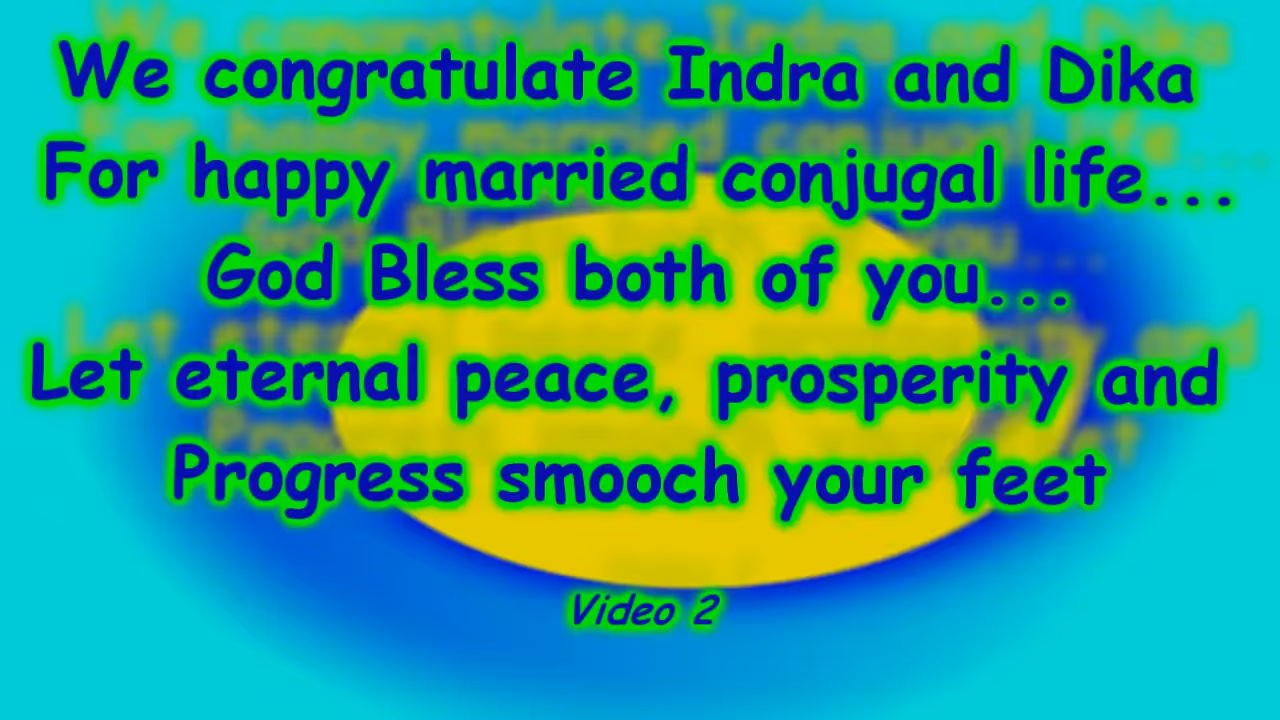 We congratulate Indra and Dika
For happy married conjugal life...
God Bless both of you...
Let eternal peace, prosperity and
Progress smooch your feet
Video 2